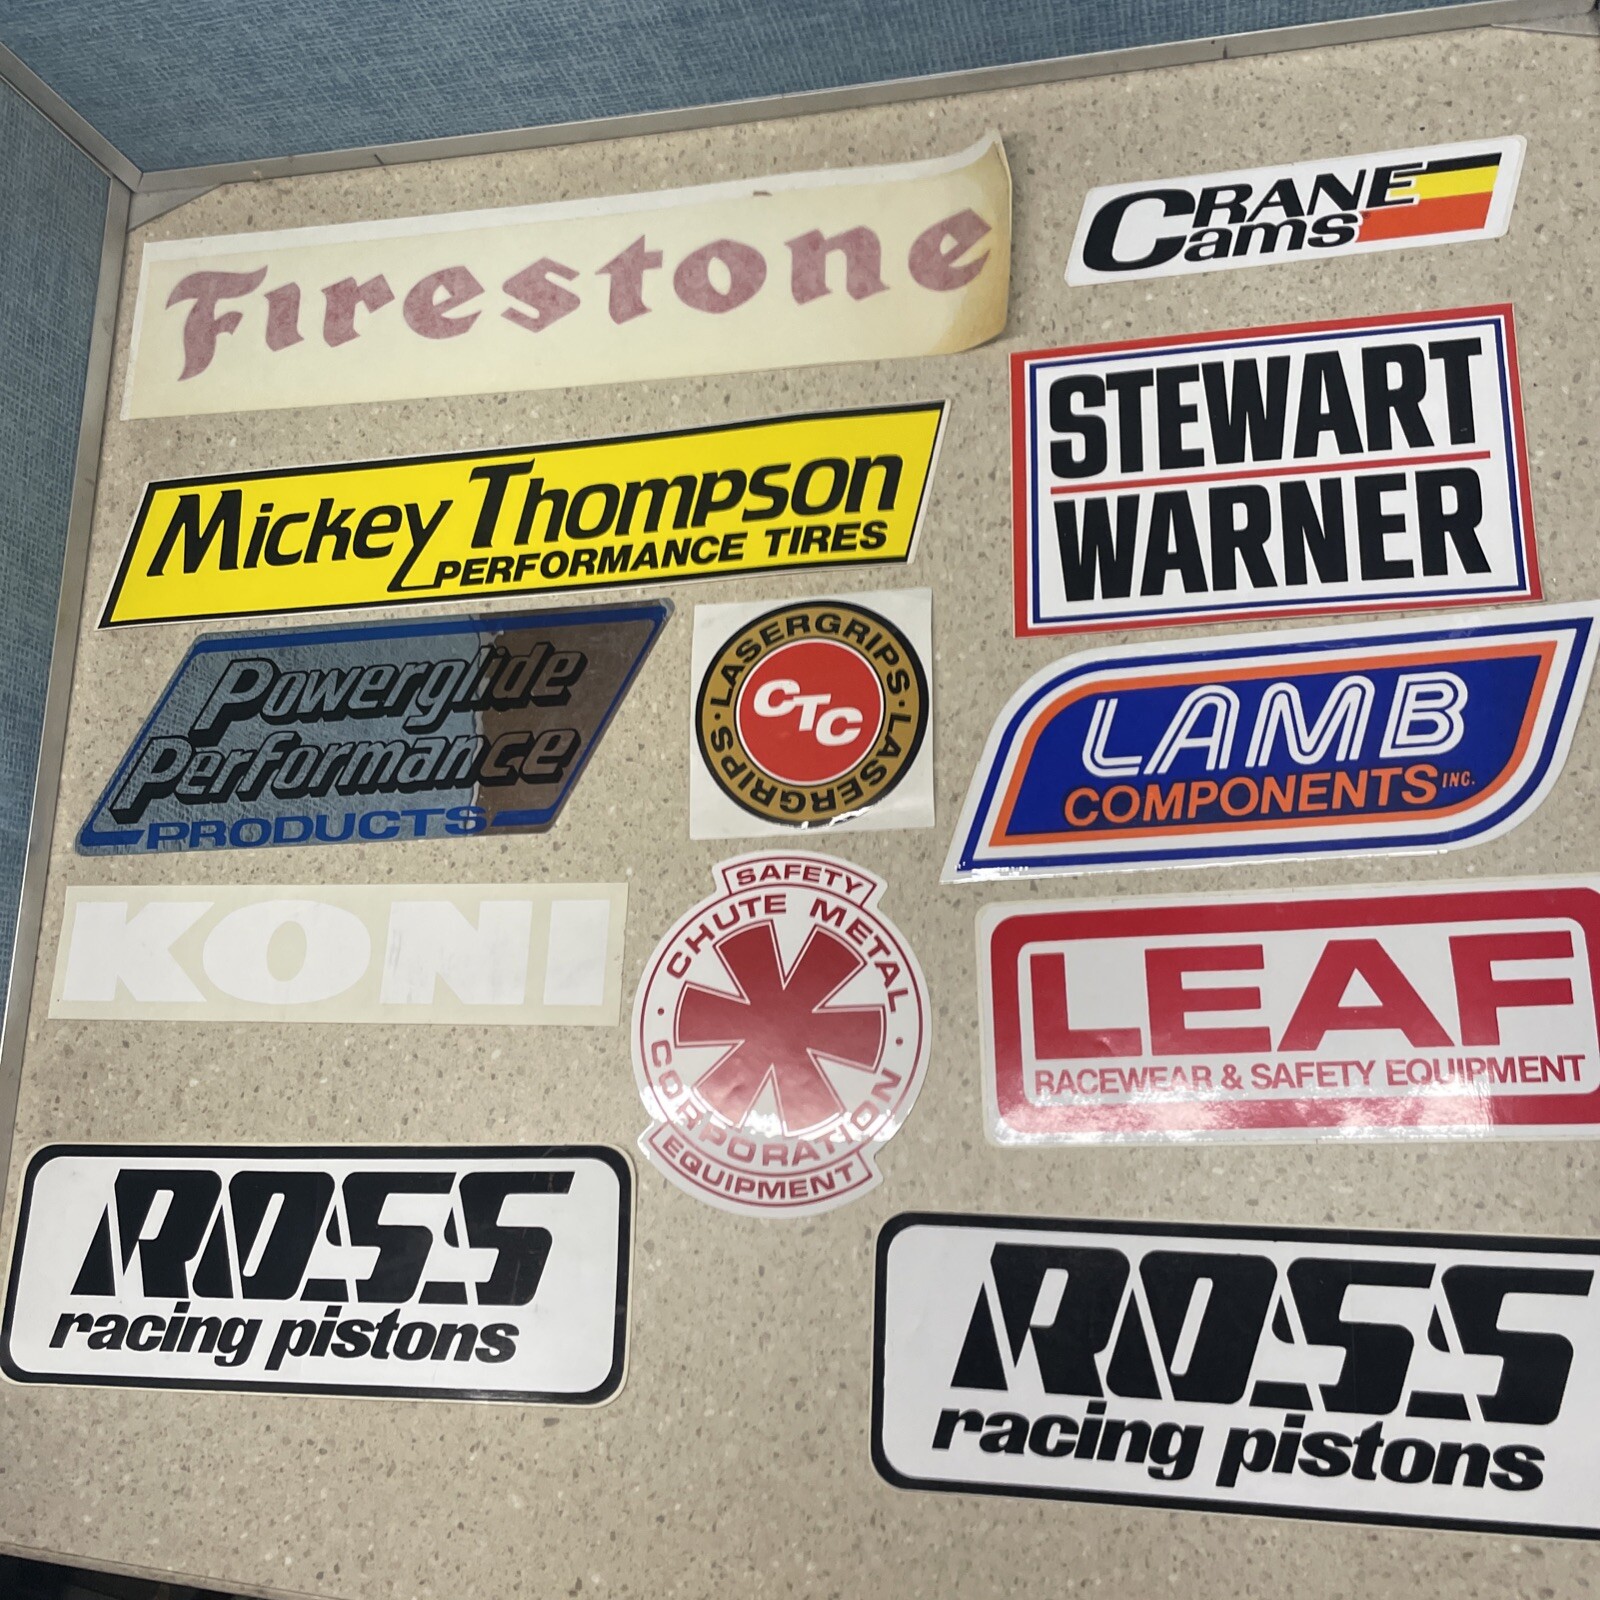 Firestone
CRANE
Cams
STEWART
WARNER
Mickey Thompson
PERFORMANCE TIRES
Powerglide
Performance
PRODUCTS
LASERGRIPS · LASERGRIPS ·
CTC
LAMB
COMPONENTS INC.
KONI
SAFETY
CHUTE METAL
· CORPORATION ·
EQUIPMENT
LEAF
RACEWEAR & SAFETY EQUIPMENT
ROSS
racing pistons
ROSS
racing pistons